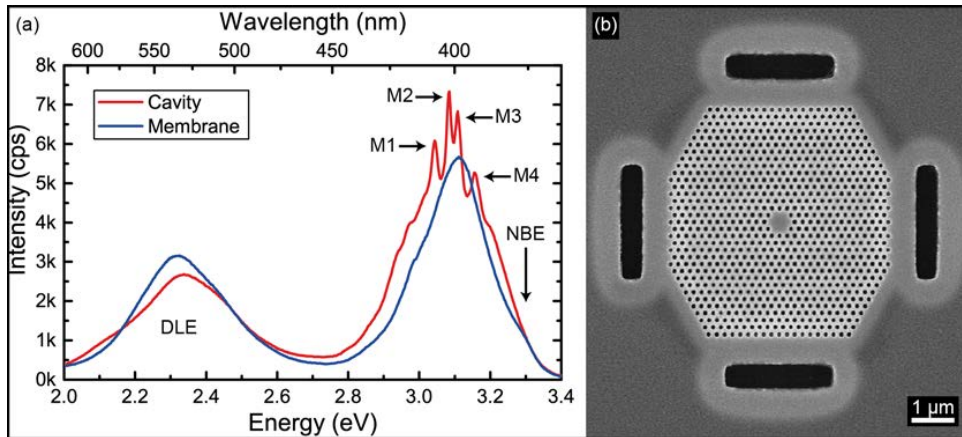 Wavelength (nm)
(a)
600 550 500 450 400
8k
7k
6k
5k
4k
3k
2k
1k
0k
Intensity (cps)
Cavity
Membrane
M2
M3
M1
M4
NBE
DLE
2.0 2.2 2.4 2.6 2.8 3.0 3.2 3.4
Energy (eV)
(b)
1 µm